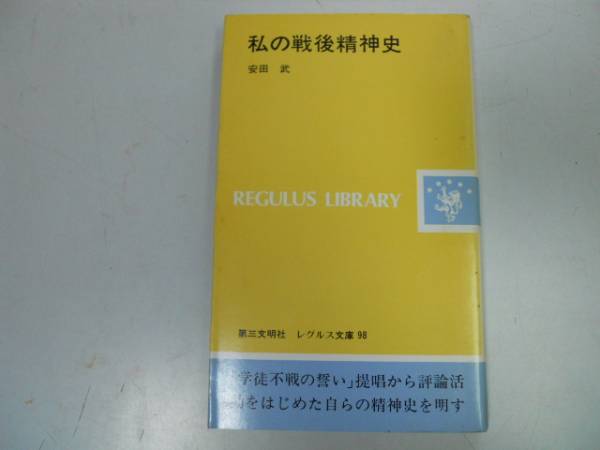 私の戦後精神史
安田 武
REGULUS LIBRARY
第三文明社 レグルス文庫 98
学徒不戦の誓い」提唱から評論活
をはじめた自らの精神史を明す